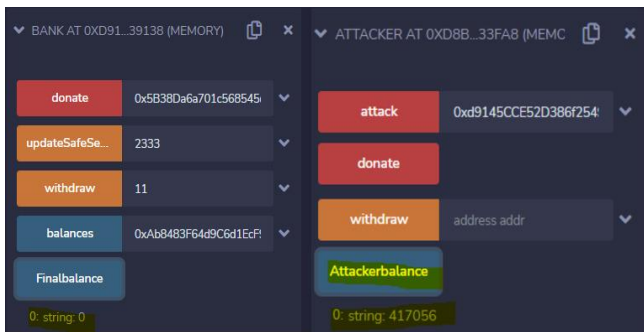 BANK AT 0XD91...39138 (MEMORY)
donate 0x5B38Da6a701c568545
updateSafeSe... 2333
withdraw 11
balances 0xAb8483F64d9C6d1EcF
Finalbalance
0: string: 0
ATTACKER AT 0XD8B...33FA8 (MEMC
attack 0xd9145CCE52D386f254
donate
withdraw address addr
Attackerbalance
0: string: 417056